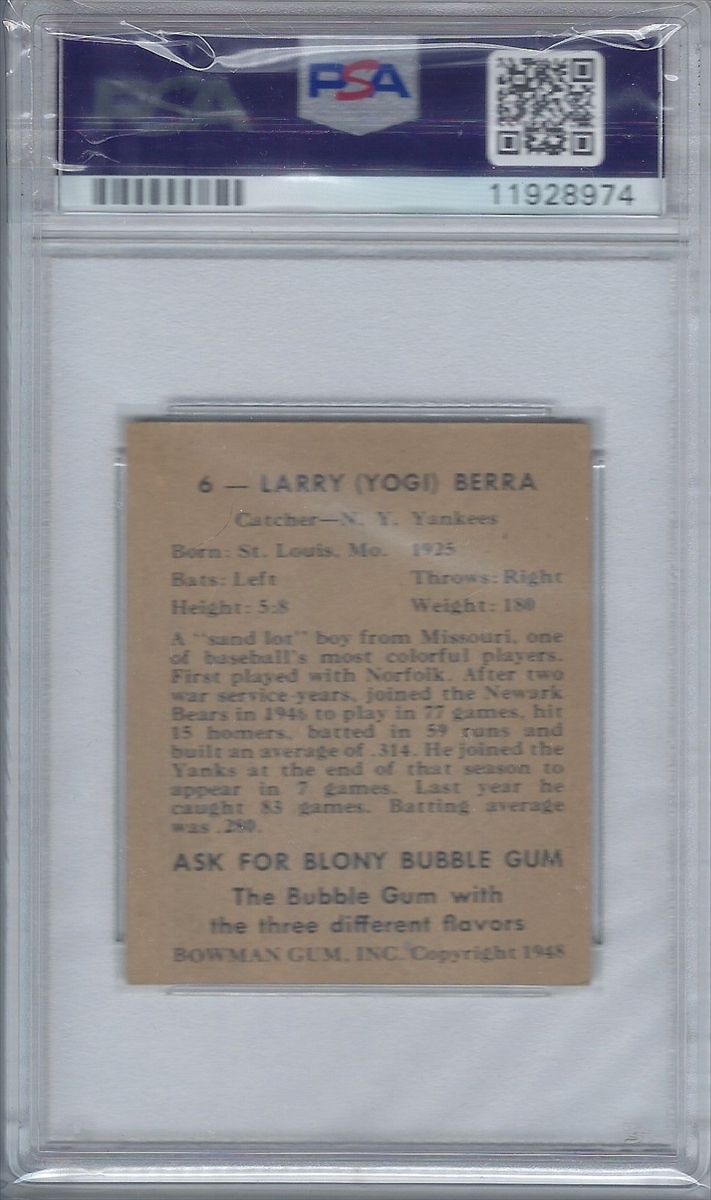 PSA
PSA
11928974
6 — LARRY (YOGI) BERRA
Catcher—N. Y. Yankees
Born: St. Louis, Mo. 1925
Bats: Left Throws: Right
Height: 5:8 Weight: 180
A "sand lot" boy from Missouri, one
of baseball's most colorful players.
First played with Norfolk. After two
war service years, joined the Newark
Bears in 1946 to play in 77 games, hit
15 homers, batted in 59 runs and
built an average of .314. He joined the
Yanks at the end of that season to
appear in 7 games. Last year he
caught 83 games. Batting average
was .280.
ASK FOR BLONY BUBBLE GUM
The Bubble Gum with
the three different flavors
BOWMAN GUM, INC. Copyright 1948